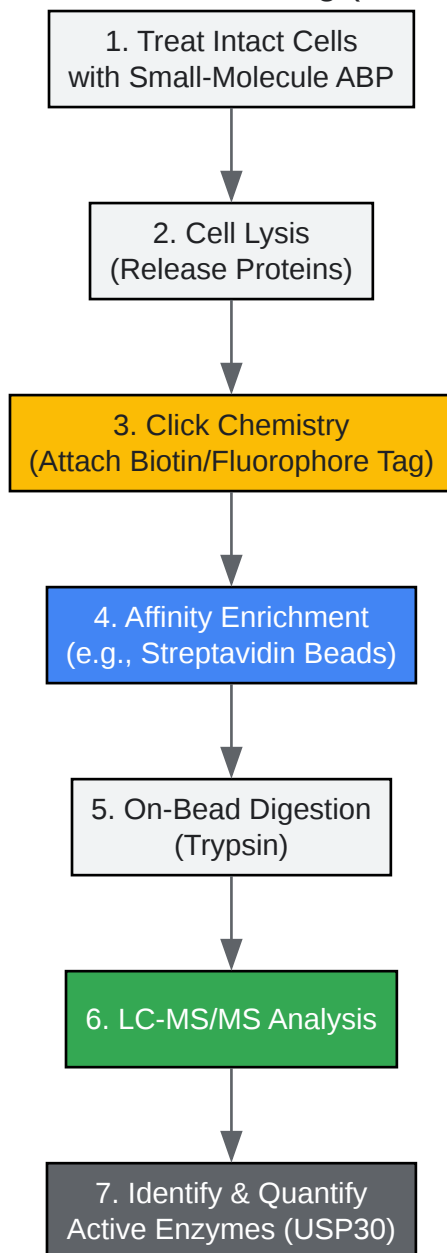 1. Treat Intact Cells
with Small-Molecule ABP
2. Cell Lysis
(Release Proteins)
3. Click Chemistry
(Attach Biotin/Fluorophore Tag)
4. Affinity Enrichment
(e.g., Streptavidin Beads)
5. On-Bead Digestion
(Trypsin)
6. LC-MS/MS Analysis
7. Identify & Quantify
Active Enzymes (USP30)